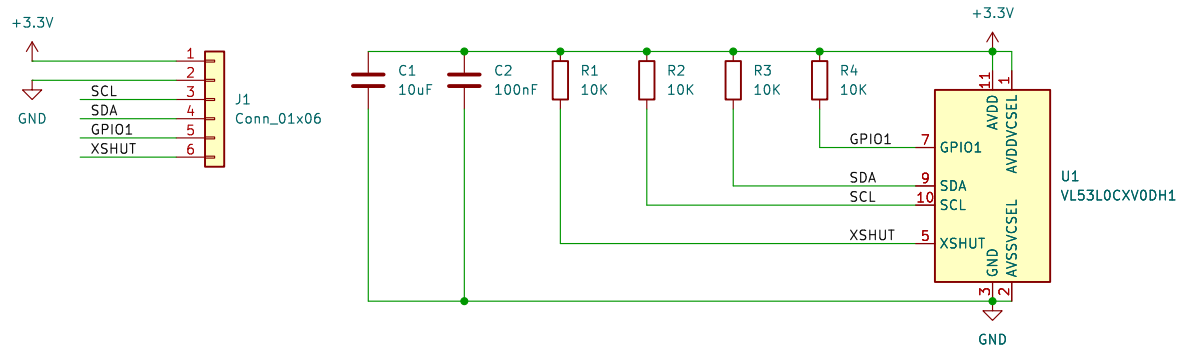 +3.3V
1
2
SCL 3
SDA 4
GPIO1 5
XSHUT 6
GND
J1
Conn_01x06
+3.3V
C1
10uF
C2
100nF
R1
10K
R2
10K
R3
10K
R4
10K
11
1
AVDD
AVDDVCSEL
GPIO1 7 GPIO1
SDA 9 SDA
SCL 10 SCL
XSHUT 5 XSHUT
GND
AVSSVCSEL
3
2
U1
VL53L0CXV0DH1
GND